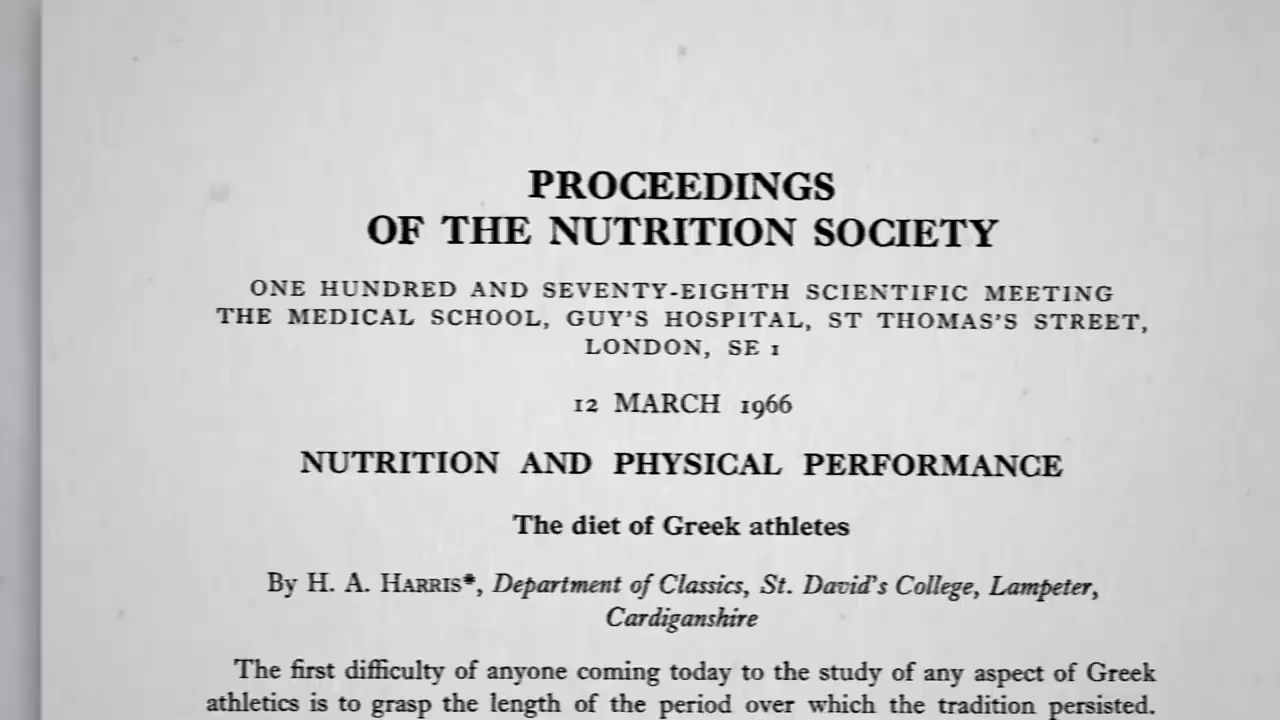 PROCEEDINGS
OF THE NUTRITION SOCIETY
ONE HUNDRED AND SEVENTY-EIGHTH SCIENTIFIC MEETING
THE MEDICAL SCHOOL, GUY'S HOSPITAL, ST THOMAS'S STREET,
LONDON, SE 1
12 MARCH 1966
NUTRITION AND PHYSICAL PERFORMANCE
The diet of Greek athletes
By H. A. HARRIS*, Department of Classics, St. David's College, Lampeter,
Cardiganshire
The first difficulty of anyone coming today to the study of any aspect of Greek
athletics is to grasp the length of the period over which the tradition persisted.